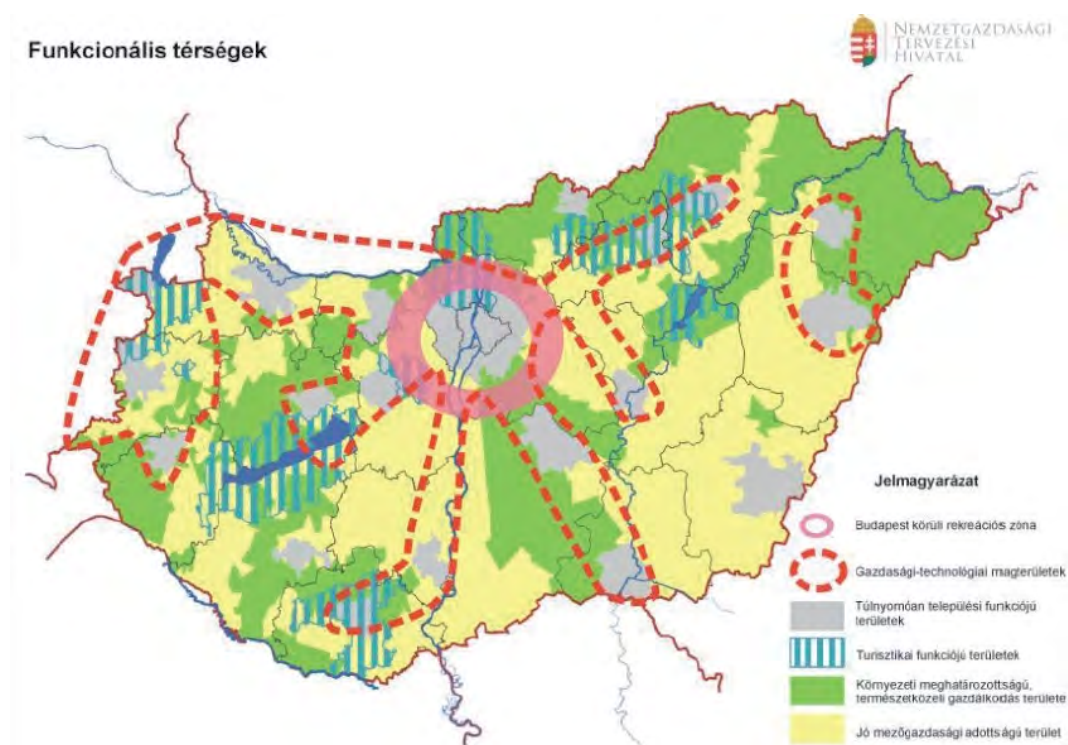 Funkcionális térségek
NEMZETGAZDASÁGI
TERVEZÉSI
HIVATAL
Jelmagyarázat
Budapest körüli rekreációs zóna
Gazdasági-technológiai magterületek
Túlnyomóan települési funkciójú
területek
Turisztikai funkciójú területek
Környezeti meghatározottságú,
természetközeli gazdálkodás területe
Jó mezőgazdasági adottságú terület